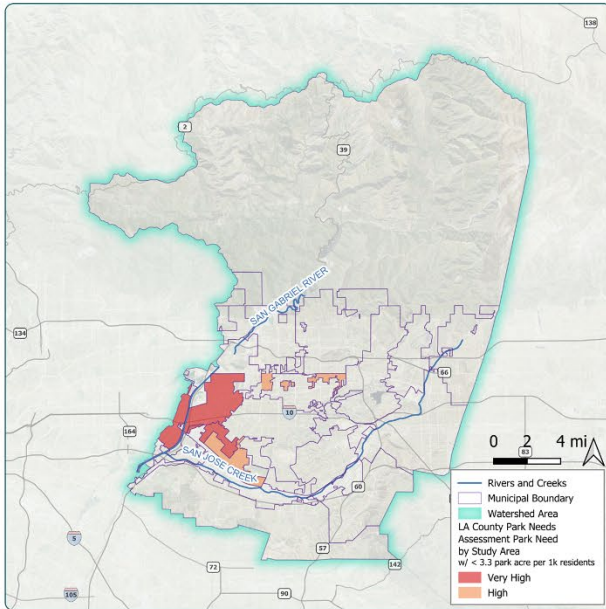 138
2
39
SAN GABRIEL RIVER
134
66
10
164
SAN JOSE CREEK
0 2 4 mi
83
60
5
57
72
142
90
105
Rivers and Creeks
Municipal Boundary
Watershed Area
LA County Park Needs
Assessment Park Need
by Study Area
w/ < 3.3 park acre per 1k residents
Very High
High